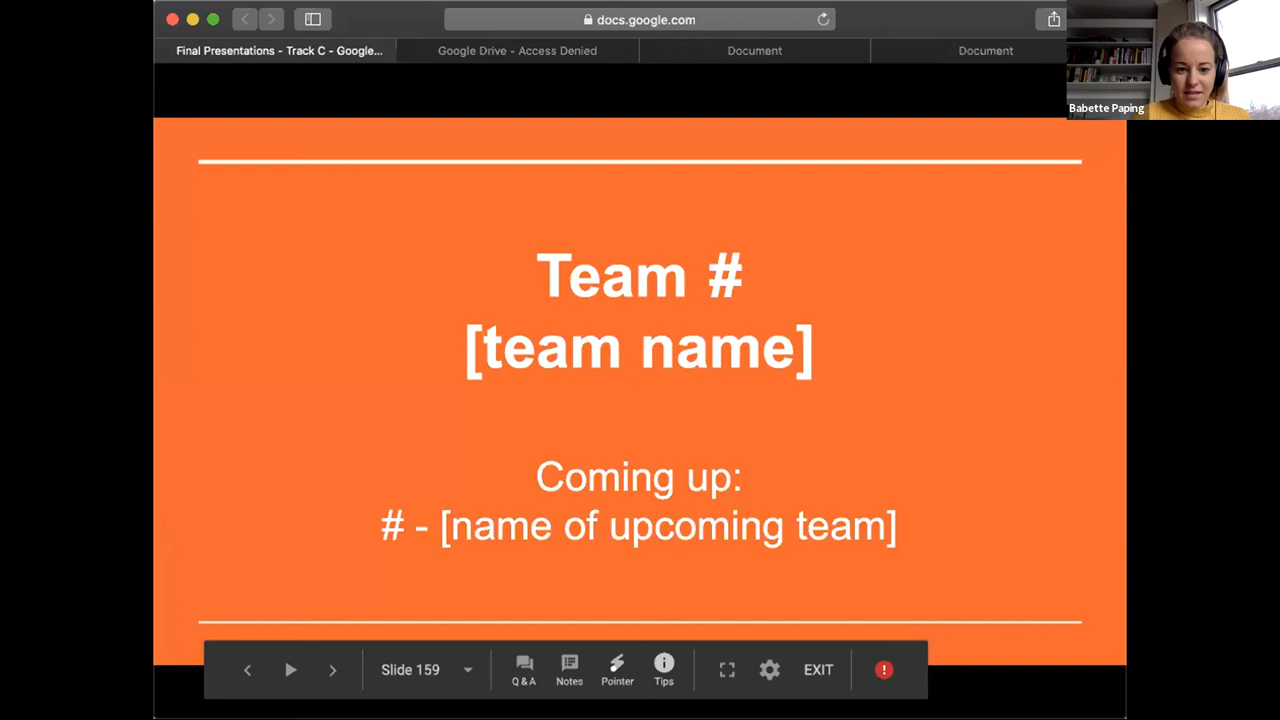 docs.google.com
Final Presentations - Track C - Google...
Google Drive - Access Denied
Document
Document
Babette Paping
Team #
[team name]
Coming up:
# - [name of upcoming team]
Slide 159
Q & A
Notes
Pointer
Tips
EXIT